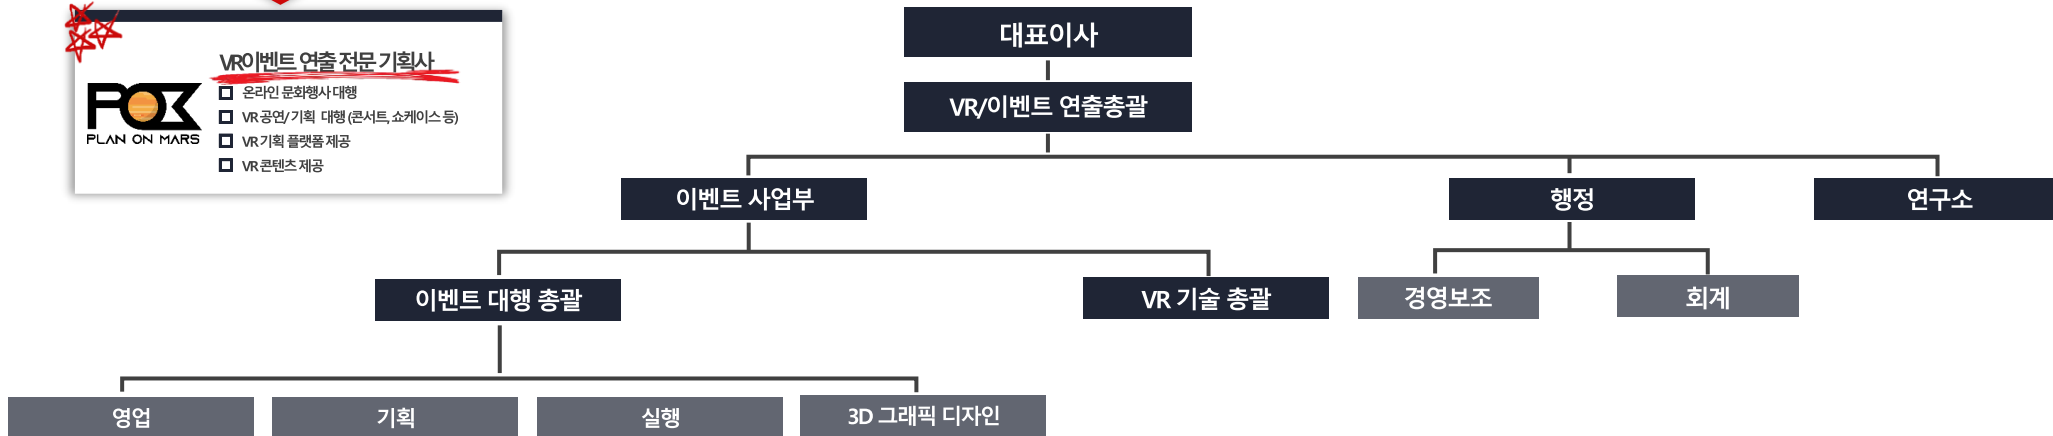 VR이벤트 연출 전문 기획사
POM
PLAN ON MARS
온라인 문화행사 대행
VR 공연/ 기획 대행 (콘서트, 쇼케이스 등)
VR 기획 플랫폼 제공
VR 콘텐츠 제공
대표이사
VR/이벤트 연출총괄
이벤트 사업부
행정
연구소
이벤트 대행 총괄
VR 기술 총괄
경영보조
회계
영업
기획
실행
3D 그래픽 디자인